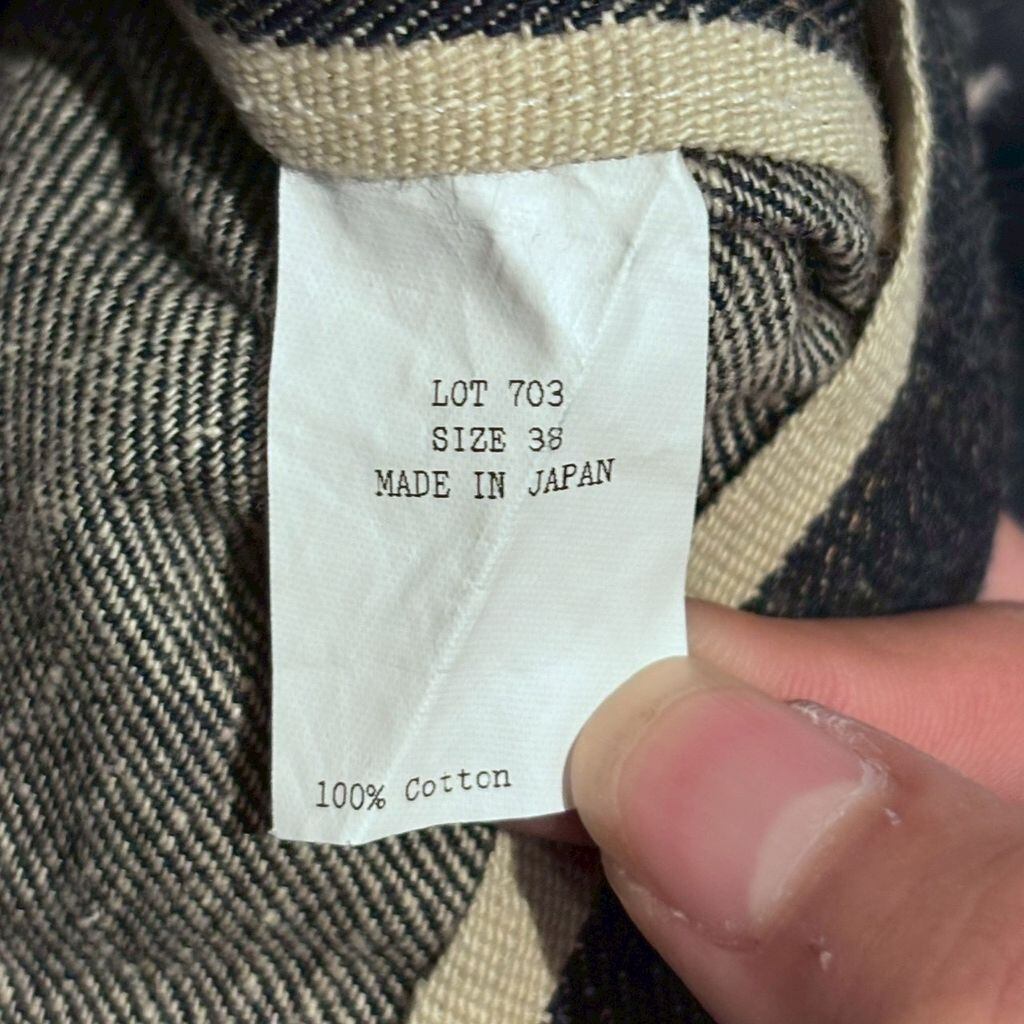 LOT 703
SIZE 38
MADE IN JAPAN
100% Cotton